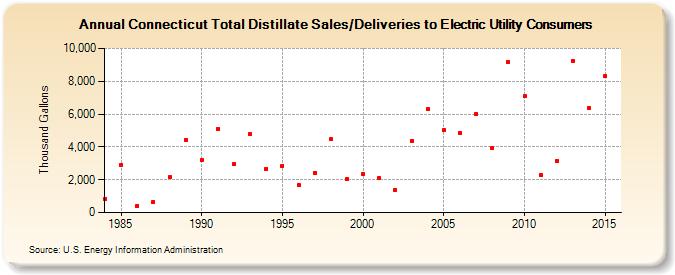 Annual Connecticut Total Distillate Sales/Deliveries to Electric Utility Consumers
Thousand Gallons
10,000
8,000
6,000
4,000
2,000
0
1985 1990 1995 2000 2005 2010 2015
Source: U.S. Energy Information Administration